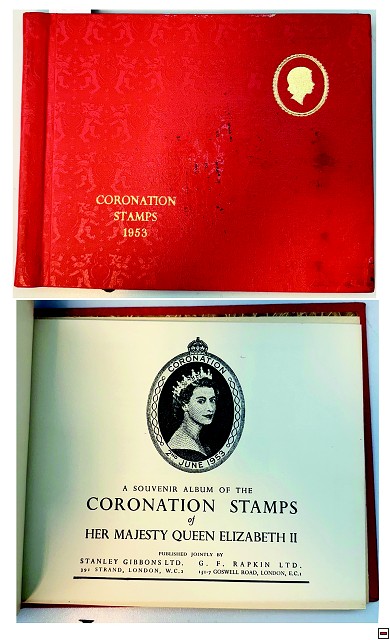 CORONATION
STAMPS
1953
CORONATION
2ND JUNE 1953
A SOUVENIR ALBUM OF THE
CORONATION STAMPS
of
HER MAJESTY QUEEN ELIZABETH II
PUBLISHED JOINTLY BY
STANLEY GIBBONS LTD. G. F. RAPKIN LTD.
391 STRAND, LONDON, W.C.2 151-7 GOSWELL ROAD, LONDON, E.C.1